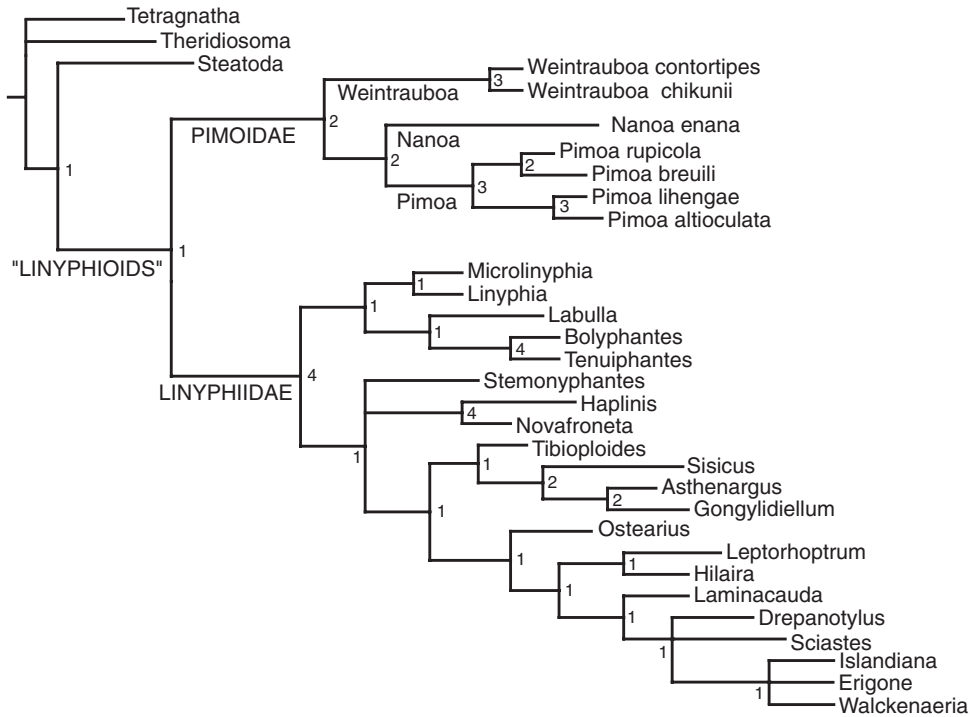 Tetragnatha
Theridiosoma
Steatoda
1
"LINYPHIOIDS"
1
PIMOIDAE
2
Weintrauboa
3
Weintrauboa contortipes
Weintrauboa chikunii
Nanoa
2
Nanoa enana
Pimoa
3
2
Pimoa rupicola
Pimoa breuili
3
Pimoa lihengae
Pimoa altioculata
LINYPHIIDAE
4
1
1
Microlinyphia
Linyphia
1
Labulla
4
Bolyphantes
Tenuiphantes
1
Stemonyphantes
4
Haplinis
Novafroneta
1
1
Tibioploides
2
Sisicus
2
Asthenargus
Gongylidiellum
1
Ostearius
1
1
Leptorhoptrum
Hilaira
1
Laminacauda
1
Drepanotylus
Sciastes
1
Islandiana
Erigone
Walckenaeria